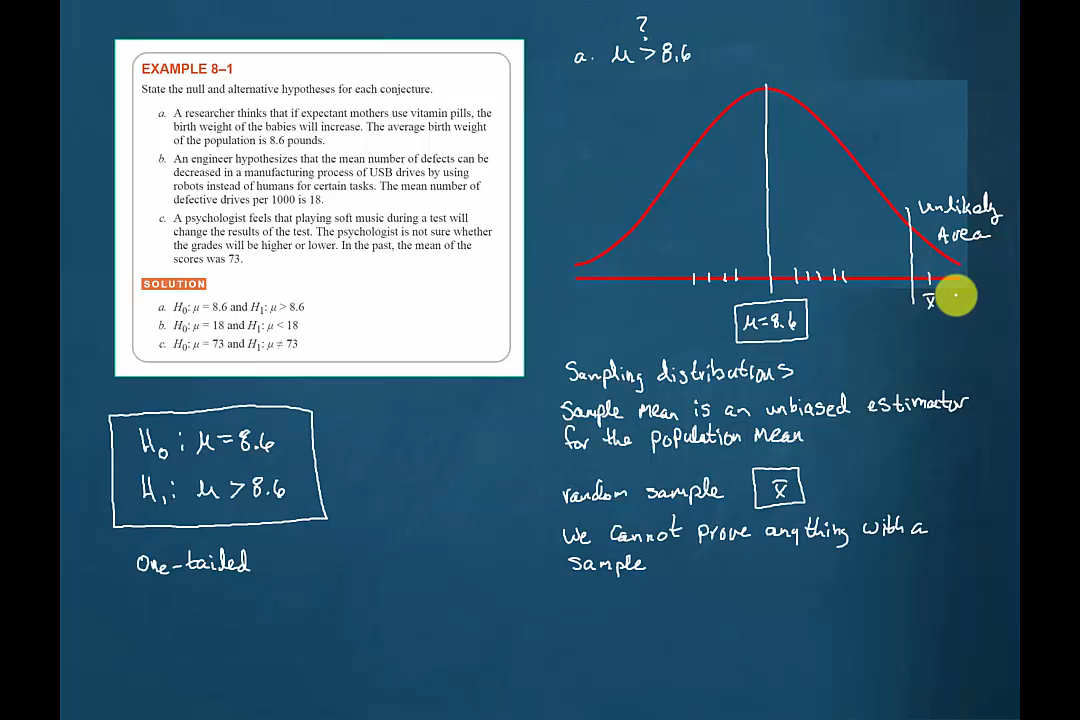 EXAMPLE 8–1
State the null and alternative hypotheses for each conjecture.
a. A researcher thinks that if expectant mothers use vitamin pills, the
birth weight of the babies will increase. The average birth weight
of the population is 8.6 pounds.
b. An engineer hypothesizes that the mean number of defects can be
decreased in a manufacturing process of USB drives by using
robots instead of humans for certain tasks. The mean number of
defective drives per 1000 is 18.
c. A psychologist feels that playing soft music during a test will
change the results of the test. The psychologist is not sure whether
the grades will be higher or lower. In the past, the mean of the
scores was 73.
SOLUTION
a. H₀: μ = 8.6 and H₁: μ > 8.6
b. H₀: μ = 18 and H₁: μ < 18
c. H₀: μ = 73 and H₁: μ ≠ 73
H₀: μ = 8.6
H₁: μ > 8.6
One-tailed
?
a. μ > 8.6
Unlikely
Area
x̄
μ = 8.6
Sampling distributions
Sample mean is an unbiased estimator
for the population mean
random sample x̄
We cannot prove anything with a
sample